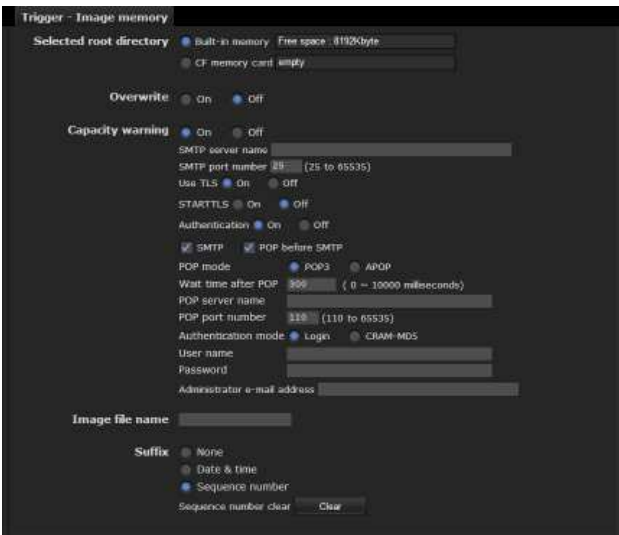 Trigger - Image memory
Selected root directory Built-in memory Free space : 8192Kbyte
CF memory card empty
Overwrite On Off
Capacity warning On Off
SMTP server name
SMTP port number 25 (25 to 65535)
Use TLS On Off
STARTTLS On Off
Authentication On Off
SMTP POP before SMTP
POP mode POP3 APOP
Wait time after POP 300 ( 0 ~ 10000 milliseconds)
POP server name
POP port number 110 (110 to 65535)
Authentication mode Login CRAM-MD5
User name
Password
Administrator e-mail address
Image file name
Suffix None
Date & time
Sequence number
Sequence number clear Clear